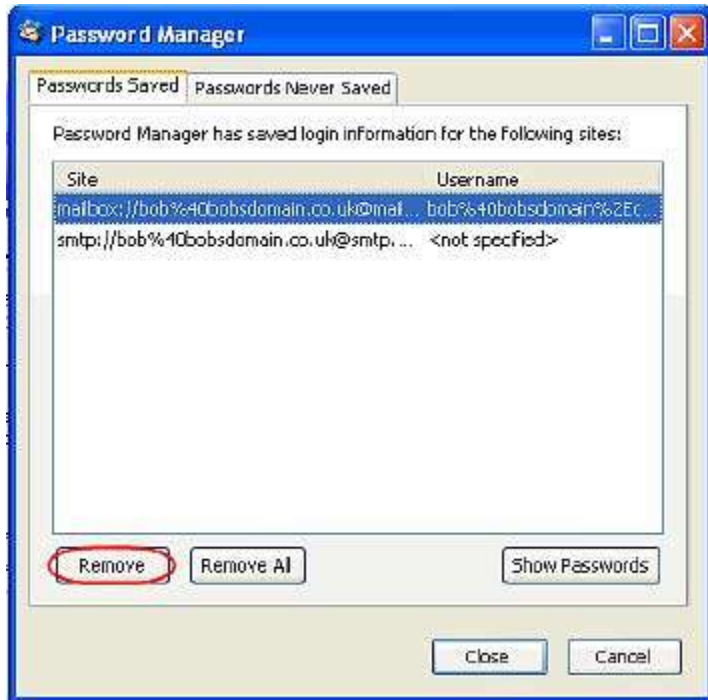 Password Manager
Passwords Saved Passwords Never Saved
Password Manager has saved login information for the following sites:
Site Username
mailbox://bob%40bobsdomain.co.uk@mail... bob%40bobsdomain%2Ec...
smtp://bob%40bobsdomain.co.uk@smtp.... <not specified>
Remove Remove All Show Passwords
Close Cancel